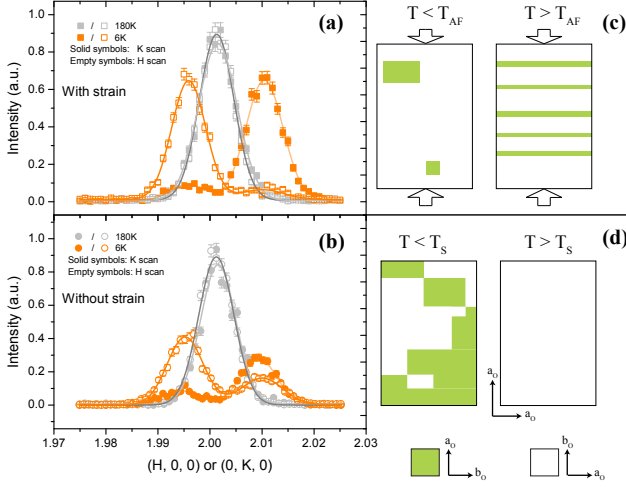 (a)
1.0
0.8
0.6
0.4
0.2
0.0
Intensity (a.u.)
/ 180K
/ 6K
Solid symbols: K scan
Empty symbols: H scan
With strain
(b)
1.0
0.8
0.6
0.4
0.2
0.0
Intensity (a.u.)
/ 180K
/ 6K
Solid symbols: K scan
Empty symbols: H scan
Without strain
1.97 1.98 1.99 2.00 2.01 2.02 2.03
(H, 0, 0) or (0, K, 0)
T < T_AF T > T_AF (c)
T < T_S T > T_S (d)
a_o
a_o
a_o
b_o
b_o
a_o